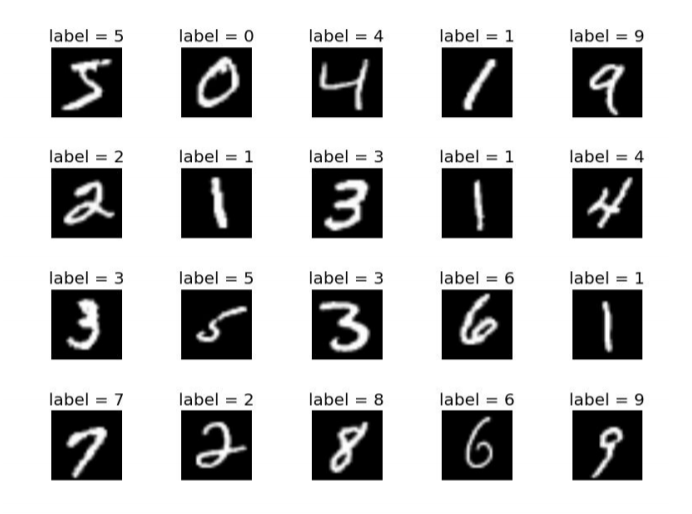 label = 5 label = 0 label = 4 label = 1 label = 9
5 0 4 1 9
label = 2 label = 1 label = 3 label = 1 label = 4
2 1 3 1 4
label = 3 label = 5 label = 3 label = 6 label = 1
3 5 3 6 1
label = 7 label = 2 label = 8 label = 6 label = 9
7 2 8 6 9